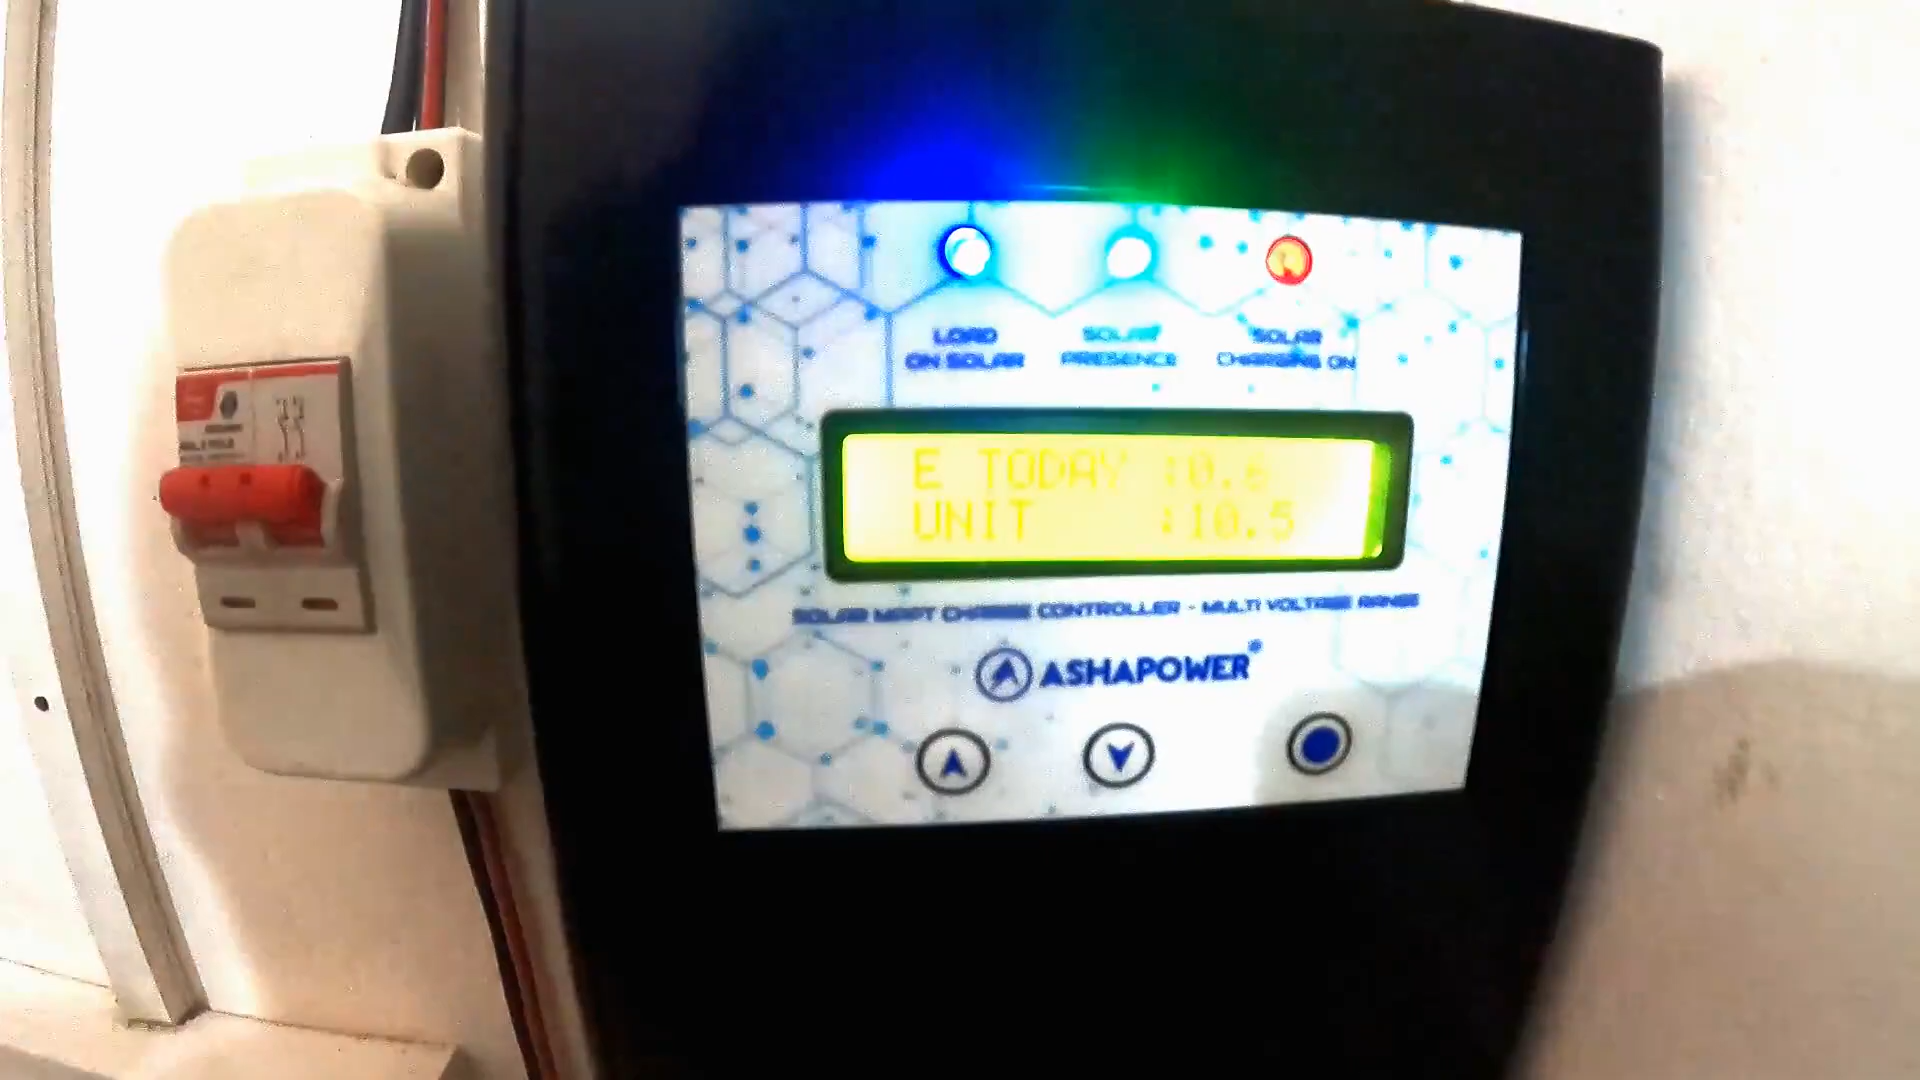 LOAD
ON SOLAR
SOLAR
PRESENCE
SOLAR
CHARGING ON
E TODAY :0.6
UNIT :10.5
SOLAR MPPT CHARGE CONTROLLER - MULTI VOLTAGE RANGE
ASHAPOWER